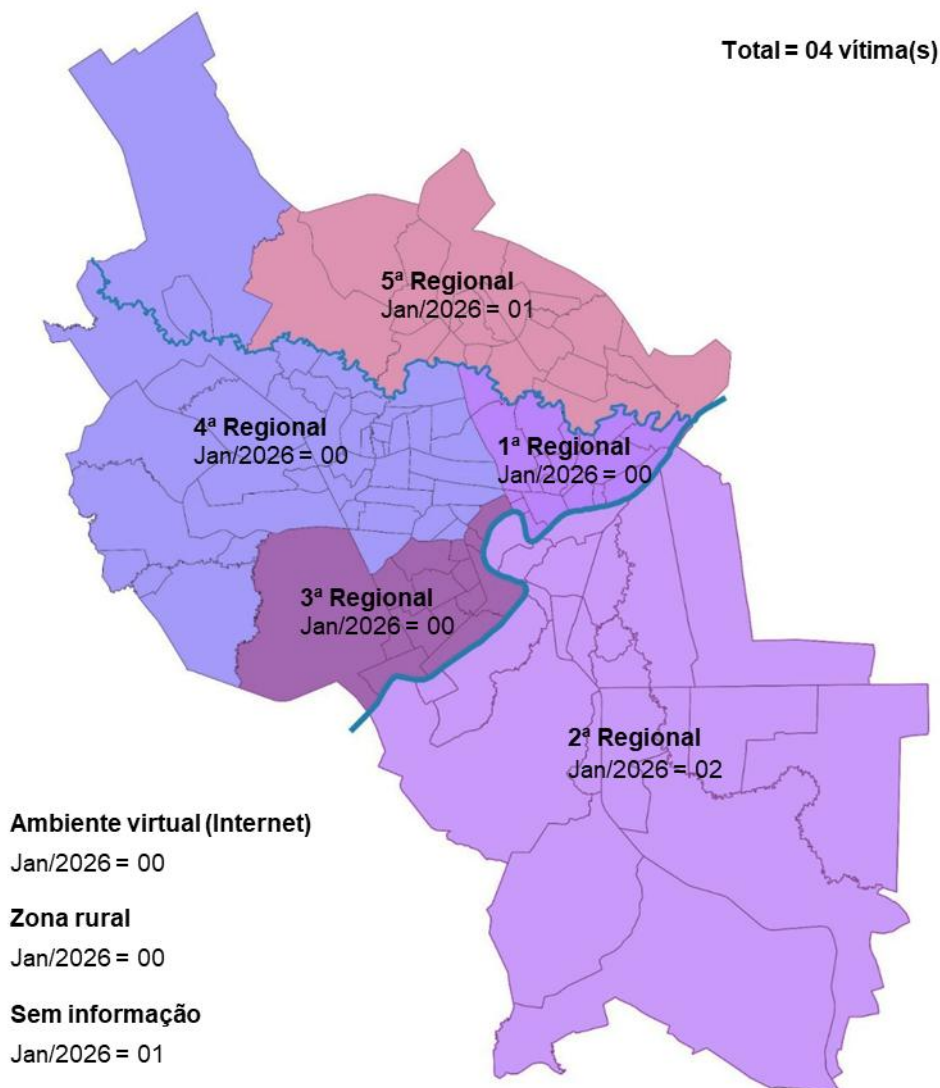 Total = 04 vítima(s)
5ª Regional
Jan/2026 = 01
4ª Regional
Jan/2026 = 00
1ª Regional
Jan/2026 = 00
3ª Regional
Jan/2026 = 00
2ª Regional
Jan/2026 = 02
Ambiente virtual (Internet)
Jan/2026 = 00
Zona rural
Jan/2026 = 00
Sem informação
Jan/2026 = 01